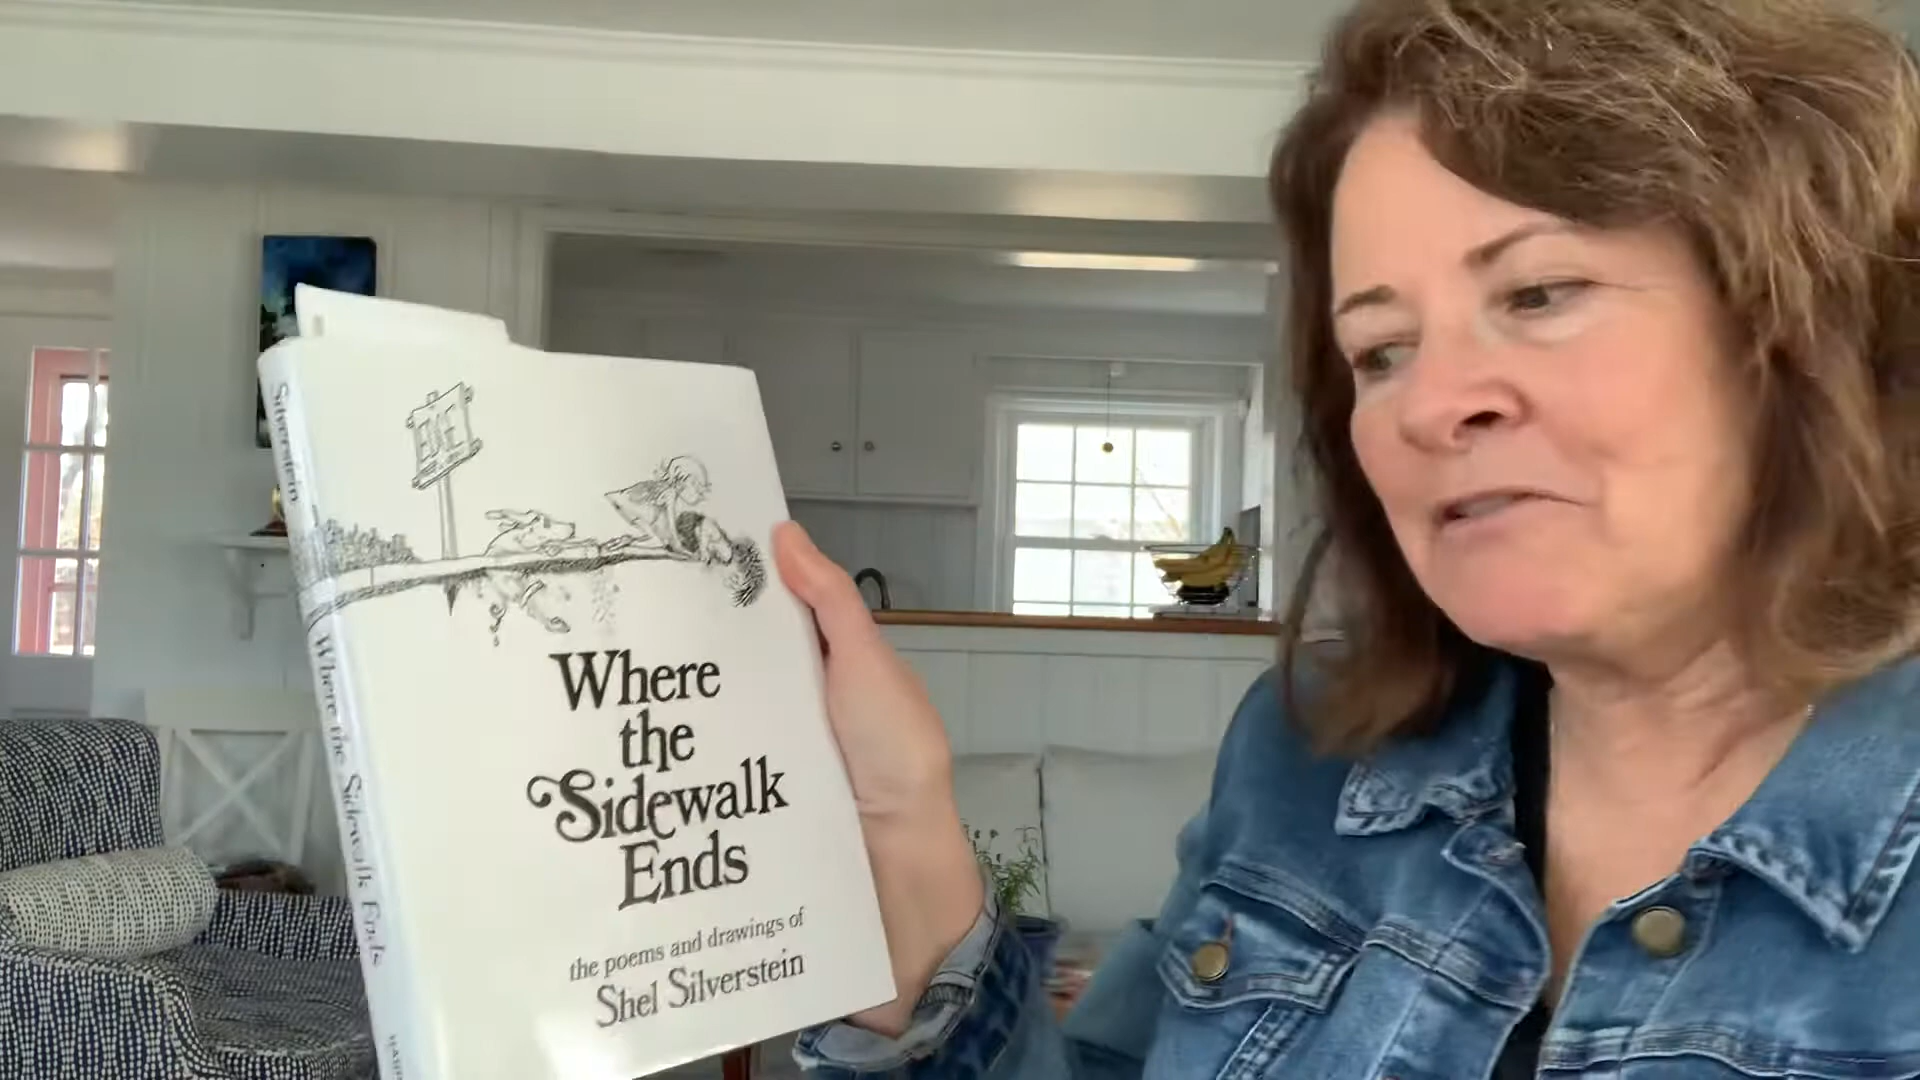 EDGE
Where
the
Sidewalk
Ends
the poems and drawings of
Shel Silverstein
Silverstein
Where the Sidewalk Ends